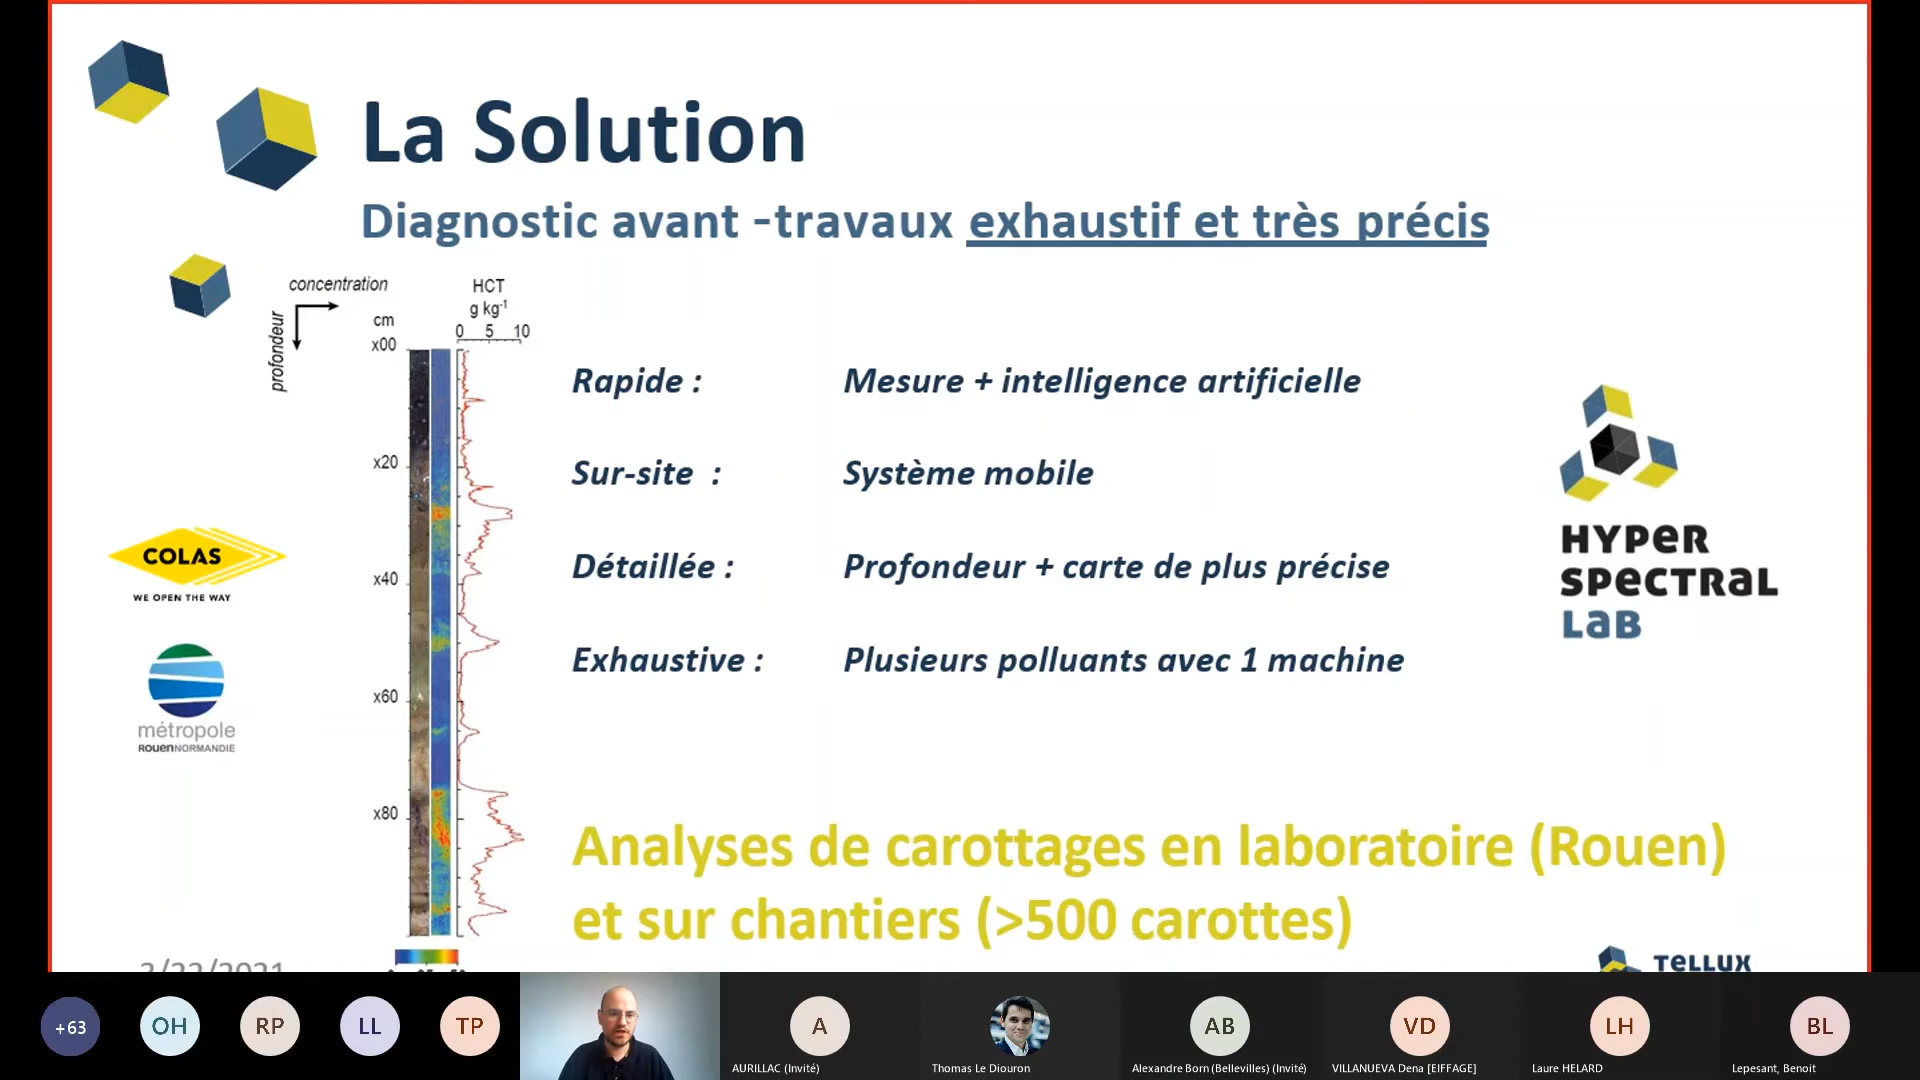 La Solution
Diagnostic avant -travaux exhaustif et très précis
concentration
profondeur
HCT
g kg-1
cm
0 5 10
x00
x20
x40
x60
x80
Rapide : Mesure + intelligence artificielle
Sur-site : Système mobile
Détaillée : Profondeur + carte de plus précise
Exhaustive : Plusieurs polluants avec 1 machine
COLAS
WE OPEN THE WAY
métropole
ROUENNORMANDIE
HYPER
SPECTRAL
LAB
Analyses de carottages en laboratoire (Rouen)
et sur chantiers (>500 carottes)
TELLUX
+63
OH
RP
LL
TP
A
AURILLAC (Invité)
Thomas Le Diouron
AB
Alexandre Born (Bellevilles) (Invité)
VD
VILLANUEVA Dena [EIFFAGE]
LH
Laure HELARD
BL
Lepesant, Benoit